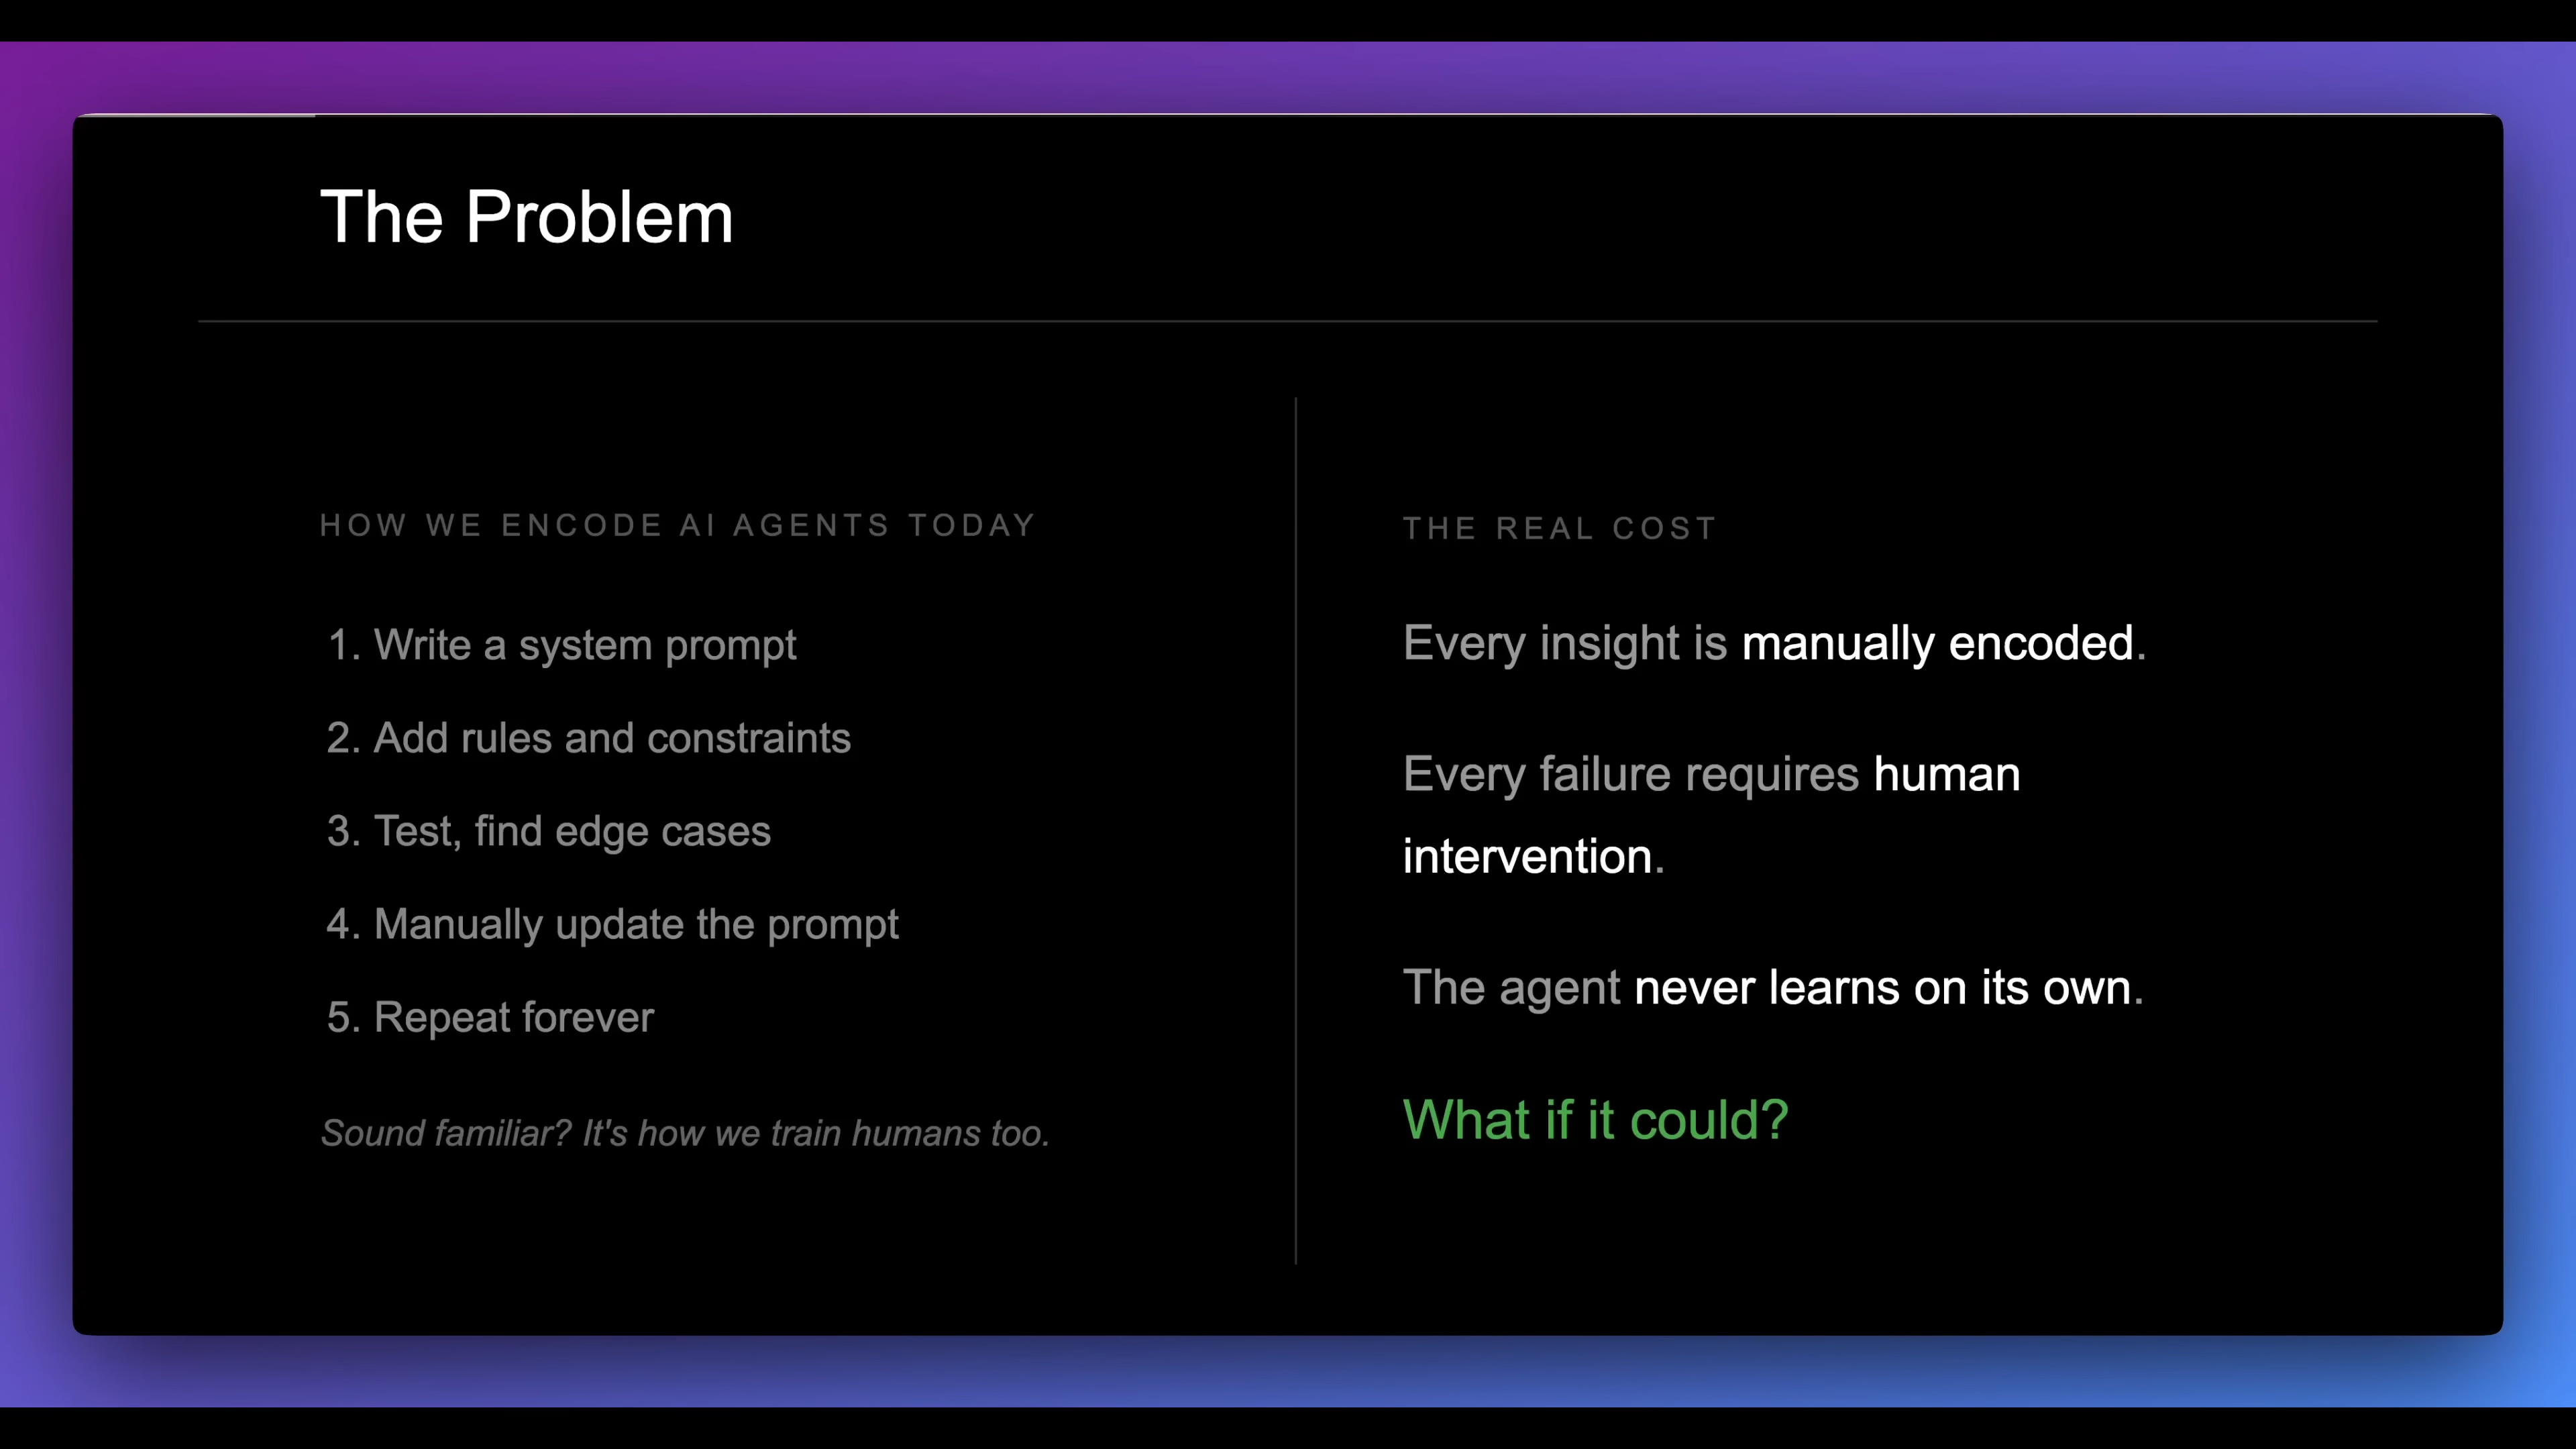 The Problem
HOW WE ENCODE AI AGENTS TODAY
1. Write a system prompt
2. Add rules and constraints
3. Test, find edge cases
4. Manually update the prompt
5. Repeat forever
Sound familiar? It's how we train humans too.
THE REAL COST
Every insight is manually encoded.
Every failure requires human
intervention.
The agent never learns on its own.
What if it could?